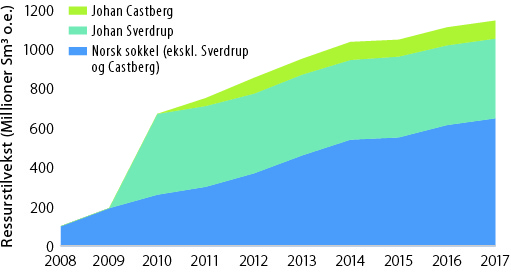 Ressurstilvekst (Millioner Sm³ o.e.)
1200
1000
800
600
400
200
0
Johan Castberg
Johan Sverdrup
Norsk sokkel (ekskl. Sverdrup
og Castberg)
2008 2009 2010 2011 2012 2013 2014 2015 2016 2017